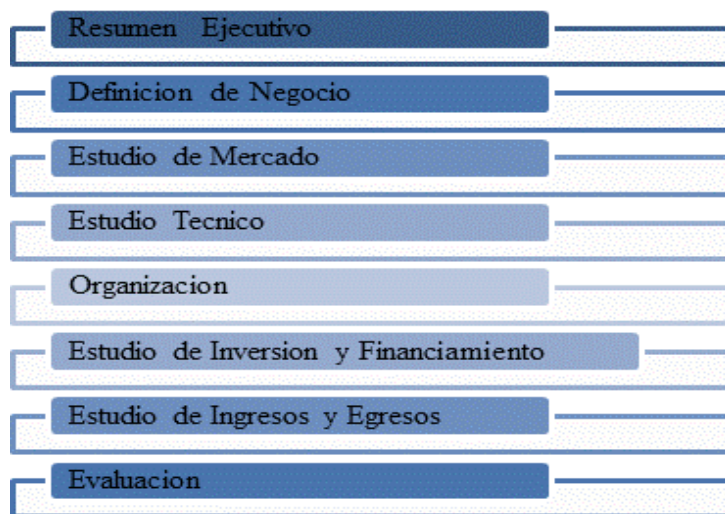 Resumen Ejecutivo
Definicion de Negocio
Estudio de Mercado
Estudio Tecnico
Organizacion
Estudio de Inversion y Financiamiento
Estudio de Ingresos y Egresos
Evaluacion